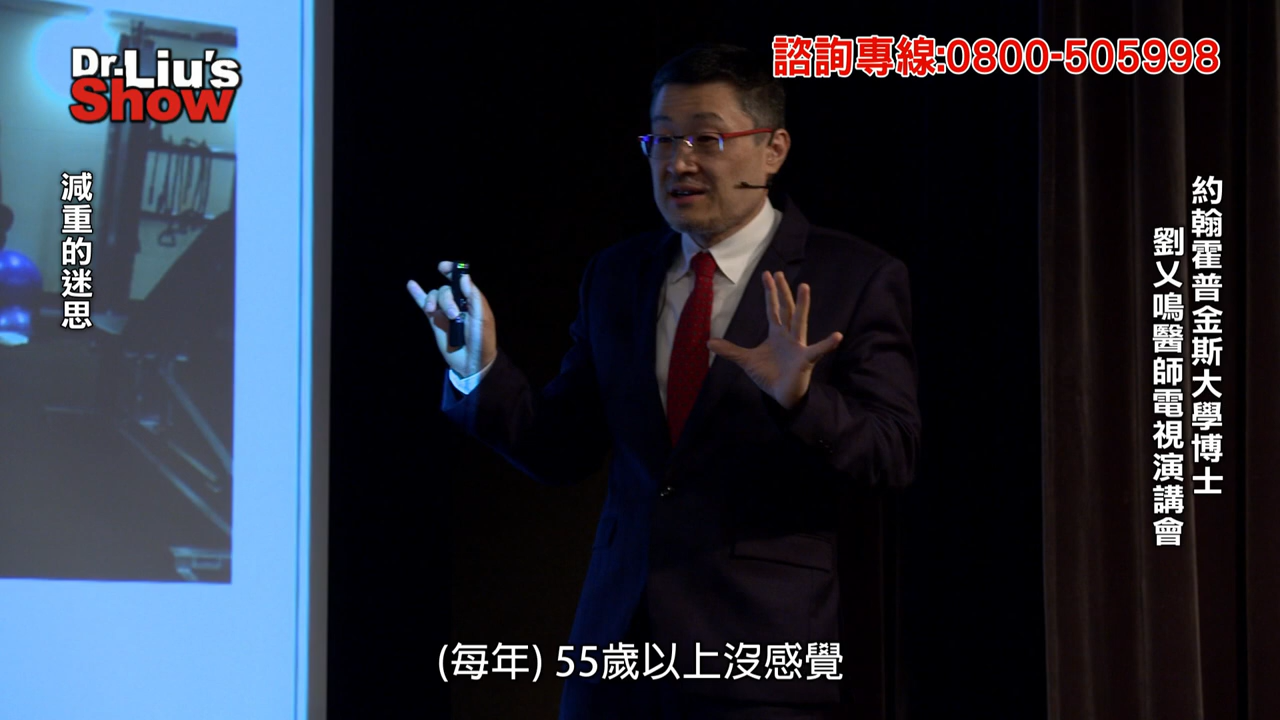 Dr.Liu's
Show
諮詢專線:0800-505998
減重的迷思
約翰霍普金斯大學博士
劉乂鳴醫師電視演講會
(每年) 55歲以上沒感覺